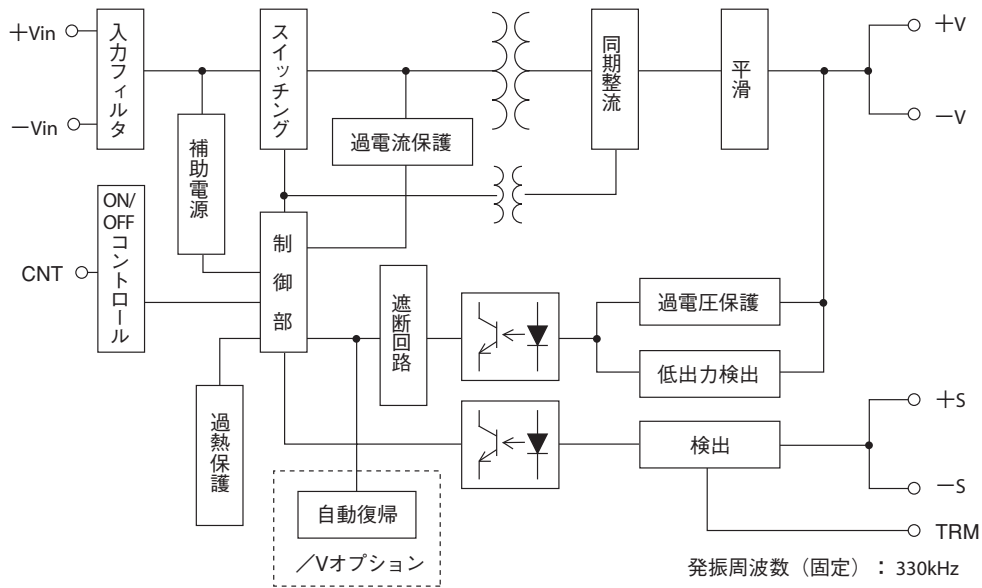 ＋Vin
入力フィルタ
－Vin
補助電源
スイッチング
過電流保護
同期整流
平滑
＋V
－V
ON/
OFF
コントロール
CNT
制御部
過熱保護
遮断回路
過電圧保護
低出力検出
検出
自動復帰
／Vオプション
＋S
－S
TRM
発振周波数（固定）：330kHz